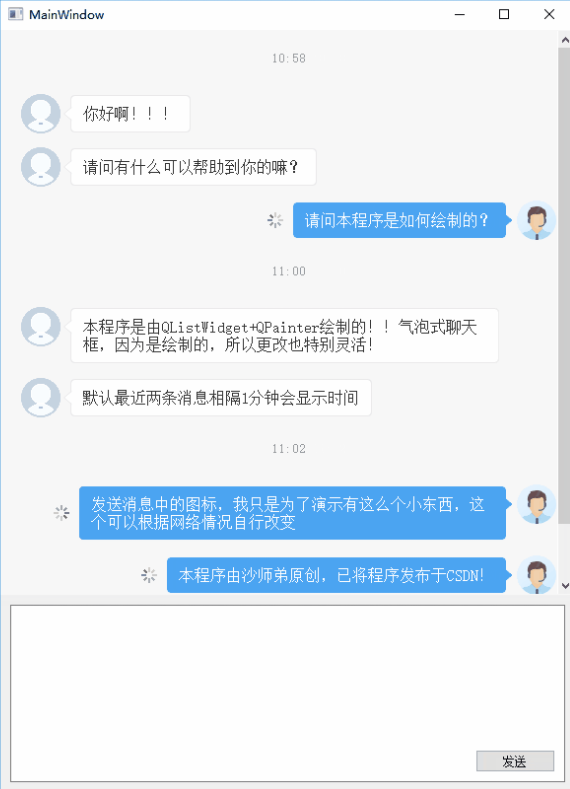 MainWindow
10:58
你好啊！！！
请问有什么可以帮助到你的嘛？
请问本程序是如何绘制的？
11:00
本程序是由QListWidget+QPainter绘制的！！气泡式聊天
框，因为是绘制的，所以更改也特别灵活！
默认最近两条消息相隔1分钟会显示时间
11:02
发送消息中的图标，我只是为了演示有这么个小东西，这
个可以根据网络情况自行改变
本程序由沙师弟原创，已将程序发布于CSDN！
发送